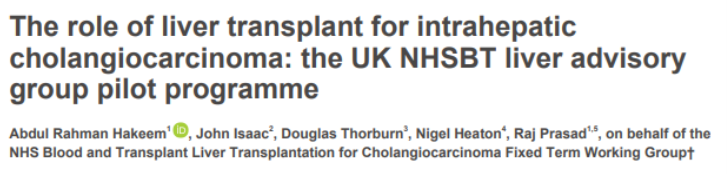 The role of liver transplant for intrahepatic
cholangiocarcinoma: the UK NHSBT liver advisory
group pilot programme
Abdul Rahman Hakeem¹ iD, John Isaac², Douglas Thorburn³, Nigel Heaton⁴, Raj Prasad¹,⁵, on behalf of the
NHS Blood and Transplant Liver Transplantation for Cholangiocarcinoma Fixed Term Working Group†